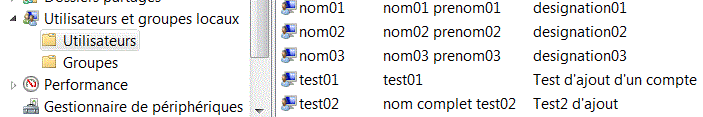 Dossiers partagés
Utilisateurs et groupes locaux
Utilisateurs
Groupes
Performance
Gestionnaire de périphériques
nom01 nom01 prenom01 designation01
nom02 nom02 prenom02 designation02
nom03 nom03 prenom03 designation03
test01 test01 Test d'ajout d'un compte
test02 nom complet test02 Test2 d'ajout